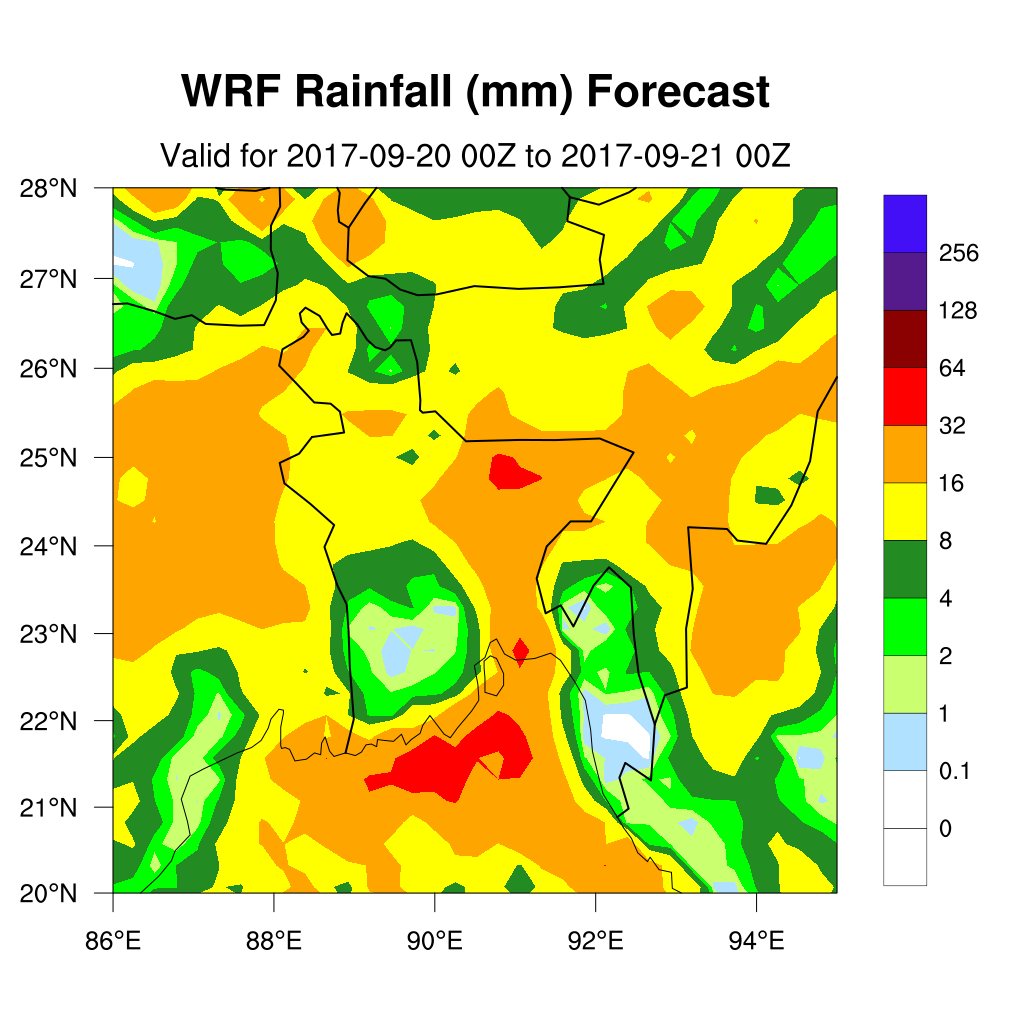 WRF Rainfall (mm) Forecast
Valid for 2017-09-20 00Z to 2017-09-21 00Z
28°N
27°N
26°N
25°N
24°N
23°N
22°N
21°N
20°N
86°E 88°E 90°E 92°E 94°E
256
128
64
32
16
8
4
2
1
0.1
0